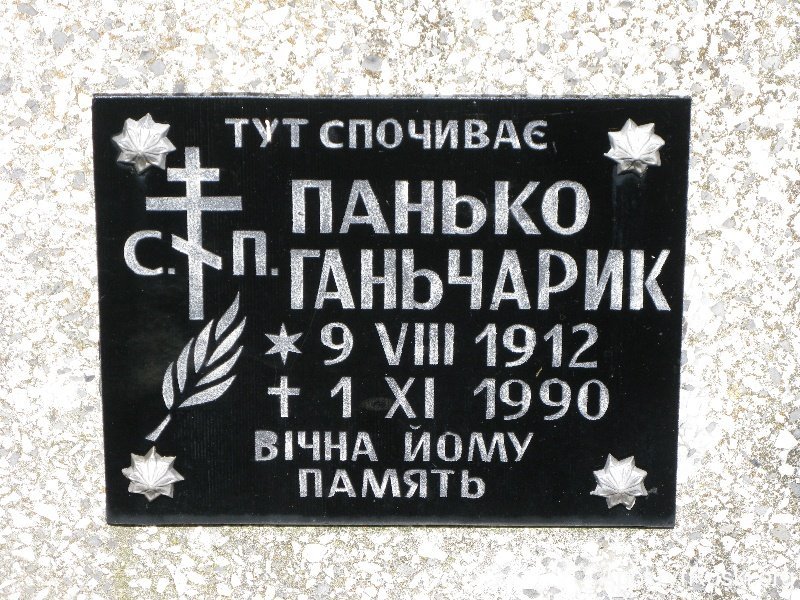 ТУТ СПОЧИВАЄ
С. П.
ПАНЬКО
ГАНЬЧАРИК
* 9 VIII 1912
† 1 XI 1990
ВІЧНА ЙОМУ
ПАМЯТЬ